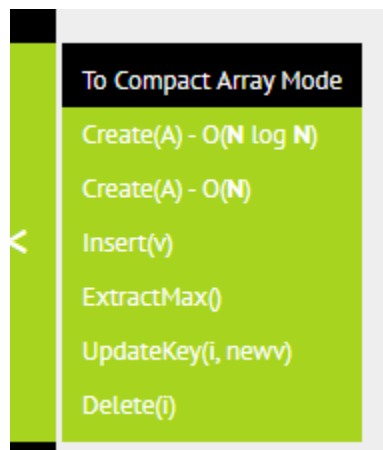 To Compact Array Mode
Create(A) - O(N log N)
Create(A) - O(N)
Insert(v)
ExtractMax()
UpdateKey(i, newv)
Delete(i)